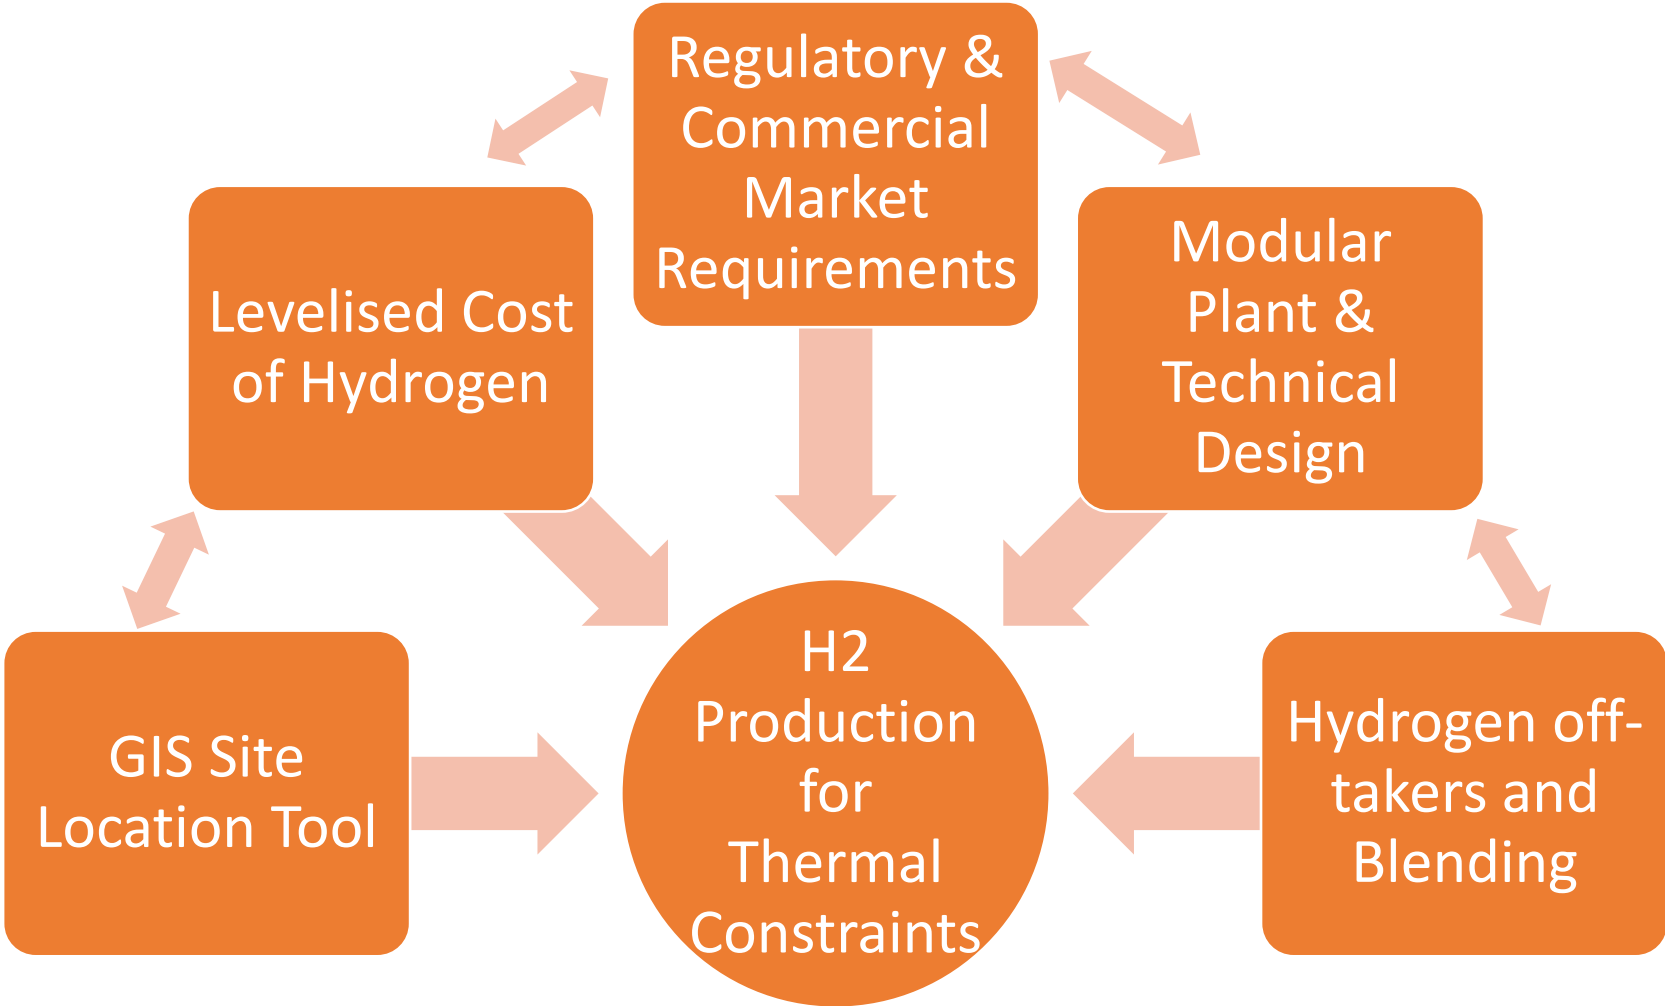 Regulatory &
Commercial
Market
Requirements
Levelised Cost
of Hydrogen
Modular
Plant &
Technical
Design
GIS Site
Location Tool
H2
Production
for
Thermal
Constraints
Hydrogen off-
takers and
Blending